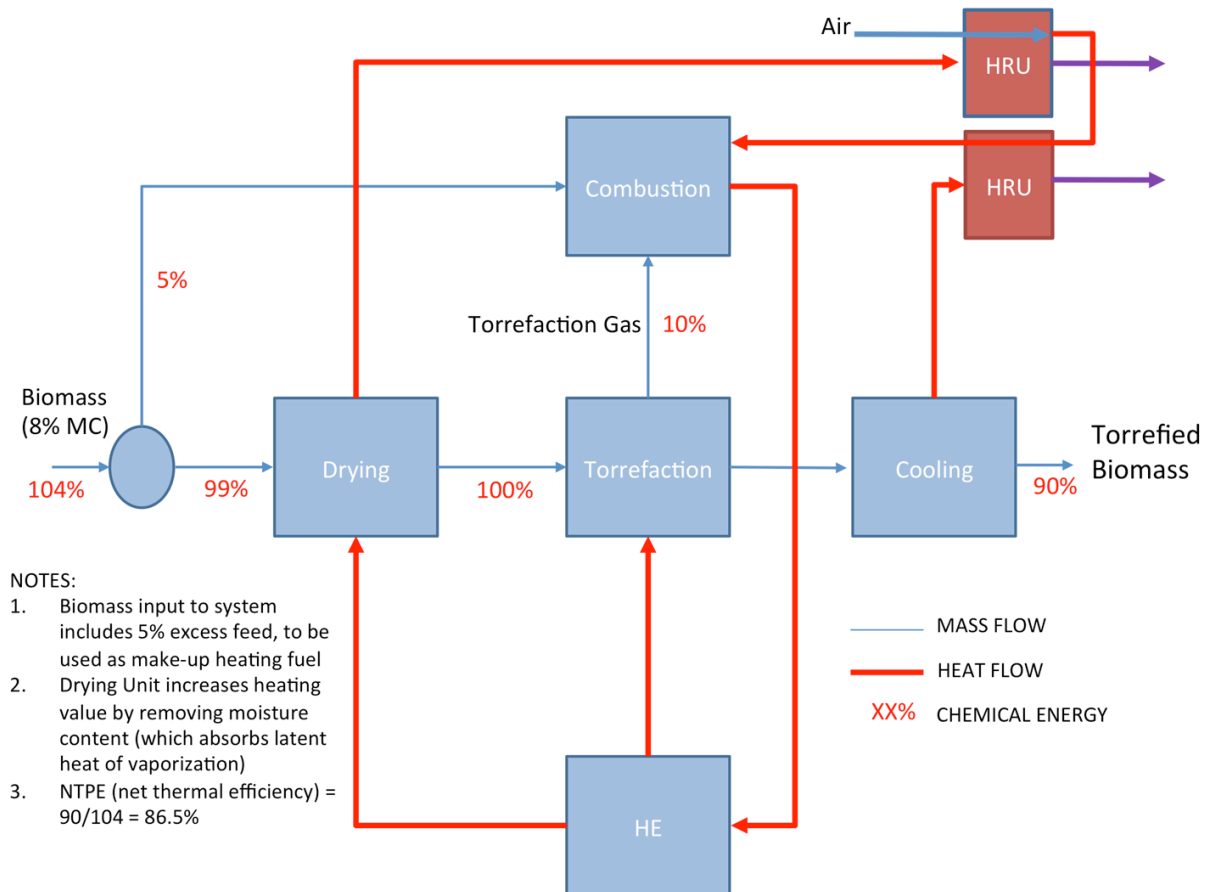 Air
HRU
HRU
Combustion
5%
Torrefaction Gas
10%
Biomass
(8% MC)
104%
99%
Drying
100%
Torrefaction
Cooling
90%
Torrefied
Biomass
NOTES:
1. Biomass input to system
includes 5% excess feed, to be
used as make-up heating fuel
2. Drying Unit increases heating
value by removing moisture
content (which absorbs latent
heat of vaporization)
3. NTPE (net thermal efficiency) =
90/104 = 86.5%
MASS FLOW
HEAT FLOW
XX% CHEMICAL ENERGY
HE